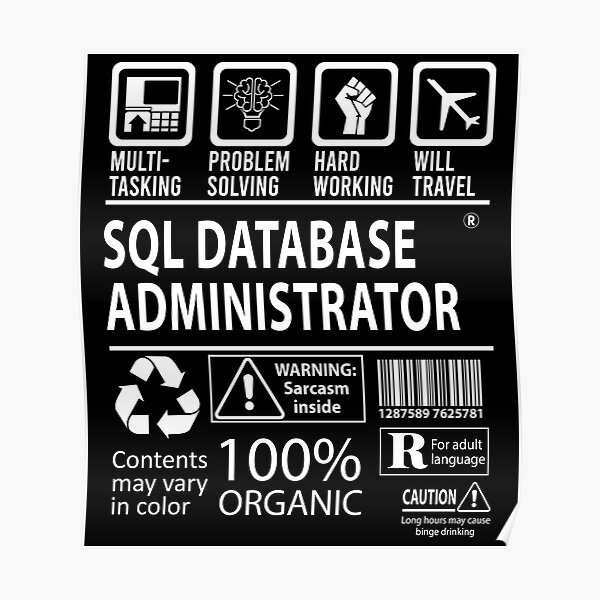 MULTI-
TASKING
PROBLEM
SOLVING
HARD
WORKING
WILL
TRAVEL
SQL DATABASE ®
ADMINISTRATOR
WARNING:
Sarcasm
inside
1287589 7625781
Contents
may vary
in color
100%
ORGANIC
R
For adult
language
CAUTION
Long hours may cause
binge drinking